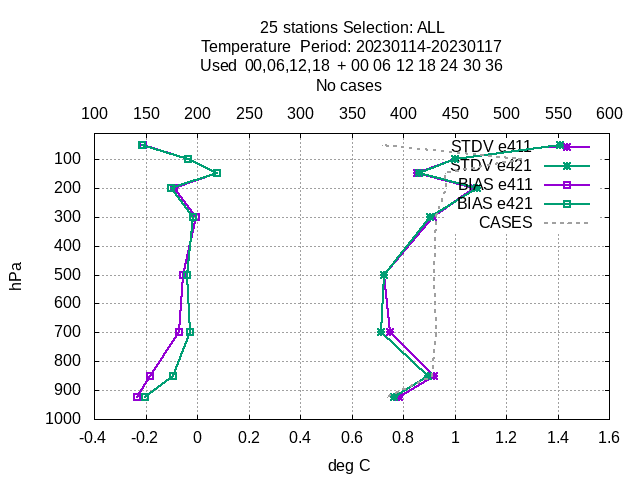 25 stations Selection: ALL
Temperature  Period: 20230114-20230117
Used  00,06,12,18  + 00 06 12 18 24 30 36
No cases
100 150 200 250 300 350 400 450 500 550 600
STDV e411
STDV e421
BIAS e411
BIAS e421
CASES
100
200
300
400
500
600
700
800
900
1000
hPa
-0.4 -0.2 0 0.2 0.4 0.6 0.8 1 1.2 1.4 1.6
deg C